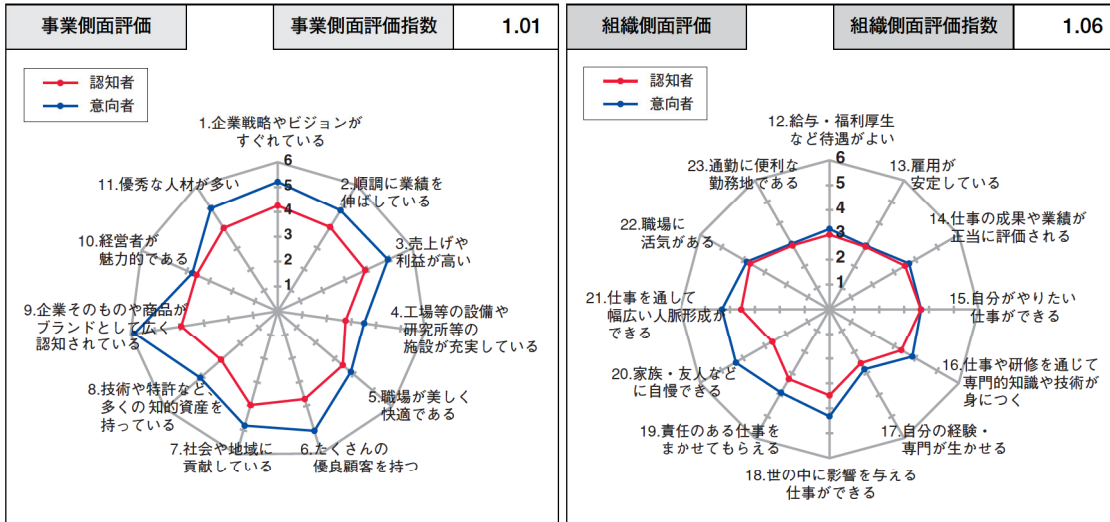 事業側面評価
事業側面評価指数
1.01
認知者
意向者
1.企業戦略やビジョンが
すぐれている
2.順調に業績を
伸ばしている
3.売上げや
利益が高い
4.工場等の設備や
研究所等の
施設が充実している
5.職場が美しく
快適である
6.たくさんの
優良顧客を持つ
7.社会や地域に
貢献している
8.技術や特許など、
多くの知的資産を
持っている
9.企業そのものや商品が
ブランドとして広く
認知されている
10.経営者が
魅力的である
11.優秀な人材が多い
6
5
4
3
2
1
0
組織側面評価
組織側面評価指数
1.06
認知者
意向者
12.給与・福利厚生
など待遇がよい
13.雇用が
安定している
14.仕事の成果や業績が
正当に評価される
15.自分がやりたい
仕事ができる
16.仕事や研修を通じて
専門的知識や技術が
身につく
17.自分の経験・
専門が生かせる
18.世の中に影響を与える
仕事ができる
19.責任のある仕事を
まかせてもらえる
20.家族・友人など
に自慢できる
21.仕事を通して
幅広い人脈形成が
できる
22.職場に
活気がある
23.通勤に便利な
勤務地である
6
5
4
3
2
1
0